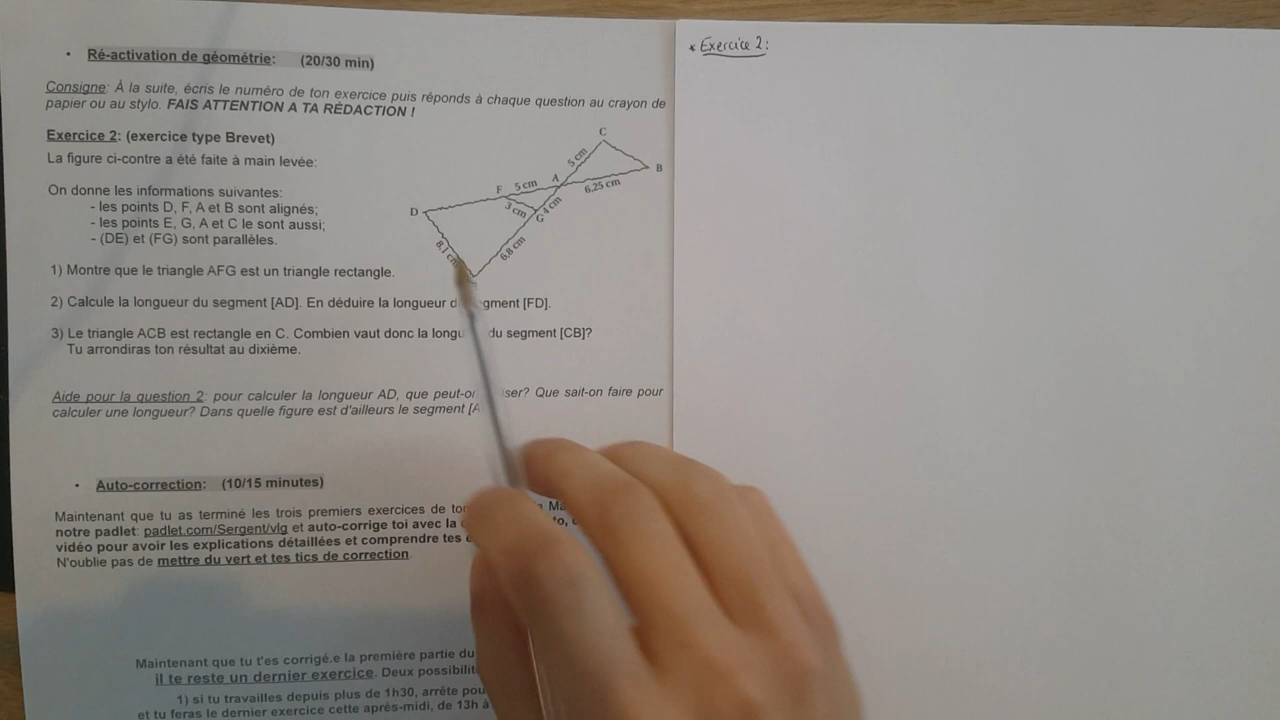 • Ré-activation de géométrie: (20/30 min)
Consigne: À la suite, écris le numéro de ton exercice puis réponds à chaque question au crayon de
papier ou au stylo. FAIS ATTENTION A TA RÉDACTION !
Exercice 2: (exercice type Brevet)
La figure ci-contre a été faite à main levée:
On donne les informations suivantes:
- les points D, F, A et B sont alignés;
- les points E, G, A et C le sont aussi;
- (DE) et (FG) sont parallèles.
C
5 cm
B
A
6,25 cm
F
5 cm
D
3 cm
G
4 cm
8,1 cm
6,8 cm
1) Montre que le triangle AFG est un triangle rectangle.
2) Calcule la longueur du segment [AD]. En déduire la longueur segment [FD].
3) Le triangle ACB est rectangle en C. Combien vaut donc la du segment [CB]?
Tu arrondiras ton résultat au dixième.
Aide pour la question 2: pour calculer la longueur AD, que Que sait-on faire pour
calculer une longueur? Dans quelle figure est d'ailleurs le segment
• Auto-correction: (10/15 minutes)
Maintenant que tu as terminé les trois premiers exercices de
notre padlet: padlet.com/Sergent/vlg et auto-corrige toi avec la
vidéo pour avoir les explications détaillées et comprendre tes
N'oublie pas de mettre du vert et tes tics de correction.
Maintenant que tu t'es corrigé.e la première partie du
il te reste un dernier exercice. Deux
1) si tu travailles depuis plus de 1h30, arrête
et tu feras le dernier exercice cette après-midi, de 13h à
* Exercice 2: